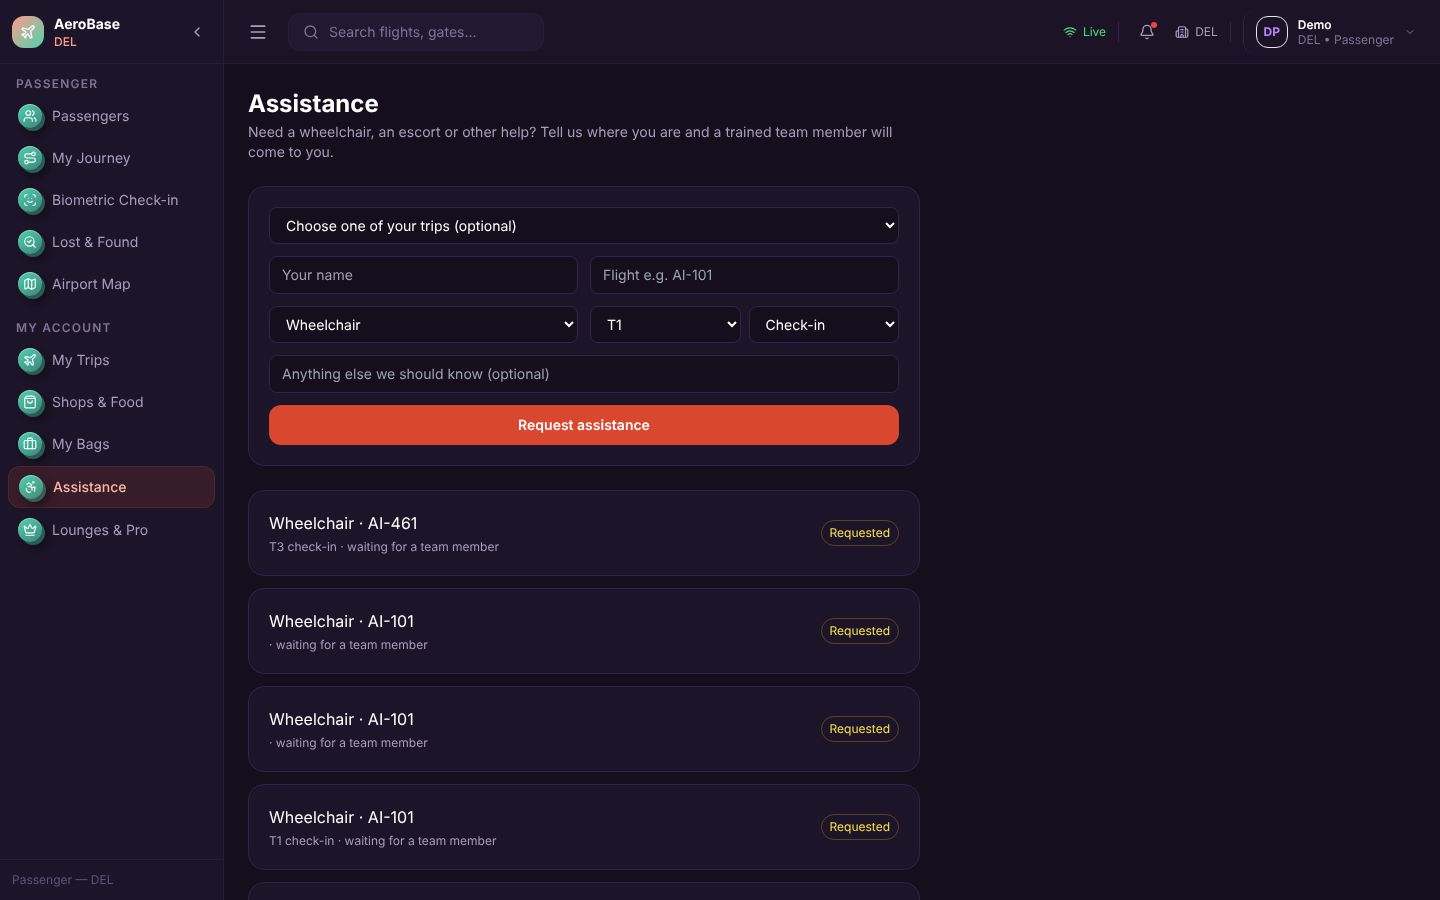 AeroBase
DEL
Search flights, gates...
Live
DEL
DP
Demo
DEL • Passenger
PASSENGER
Passengers
My Journey
Biometric Check-in
Lost & Found
Airport Map
MY ACCOUNT
My Trips
Shops & Food
My Bags
Assistance
Lounges & Pro
Passenger — DEL
Assistance
Need a wheelchair, an escort or other help? Tell us where you are and a trained team member will
come to you.
Choose one of your trips (optional)
Your name
Flight e.g. AI-101
Wheelchair
T1
Check-in
Anything else we should know (optional)
Request assistance
Wheelchair · AI-461
T3 check-in · waiting for a team member
Requested
Wheelchair · AI-101
· waiting for a team member
Requested
Wheelchair · AI-101
· waiting for a team member
Requested
Wheelchair · AI-101
T1 check-in · waiting for a team member
Requested